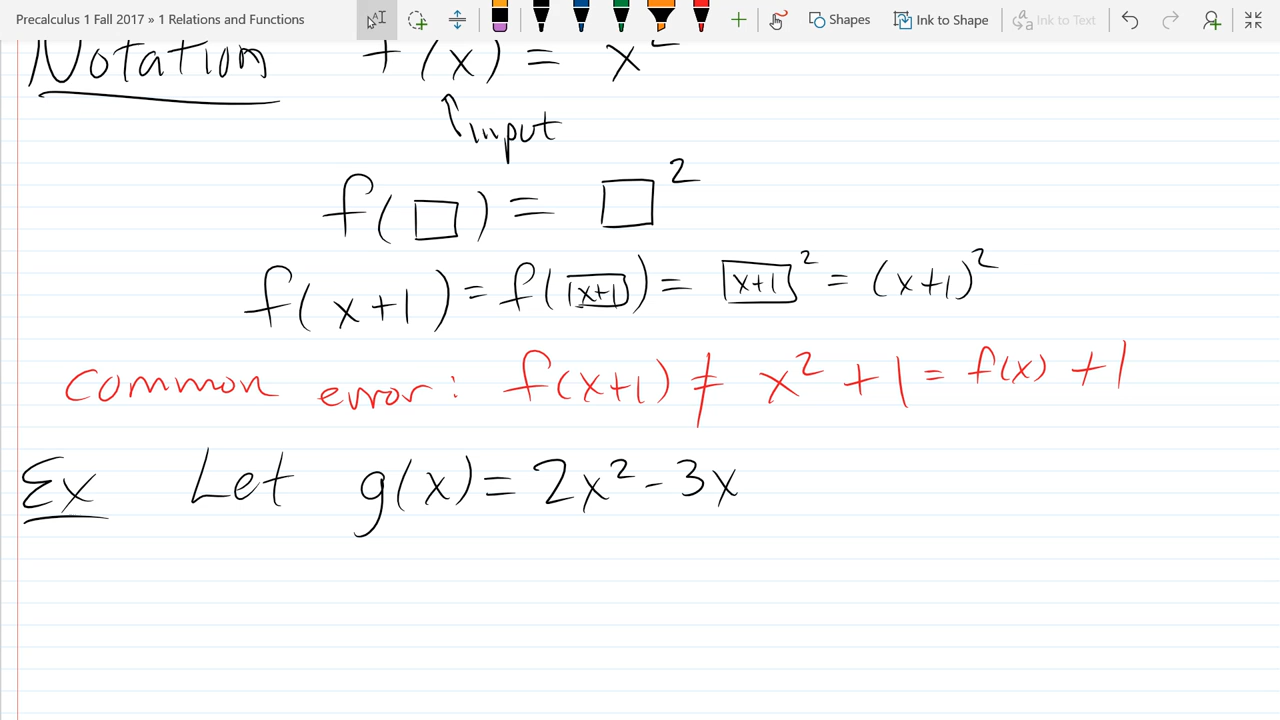 Precalculus 1 Fall 2017 » 1 Relations and Functions Shapes Ink to Shape Ink to Text
Notation f(x) = x²
input
f(□) = □²
f(x+1) = f(x+1) = x+1² = (x+1)²
common error: f(x+1) ≠ x² + 1 = f(x) + 1
Ex Let g(x) = 2x² - 3x